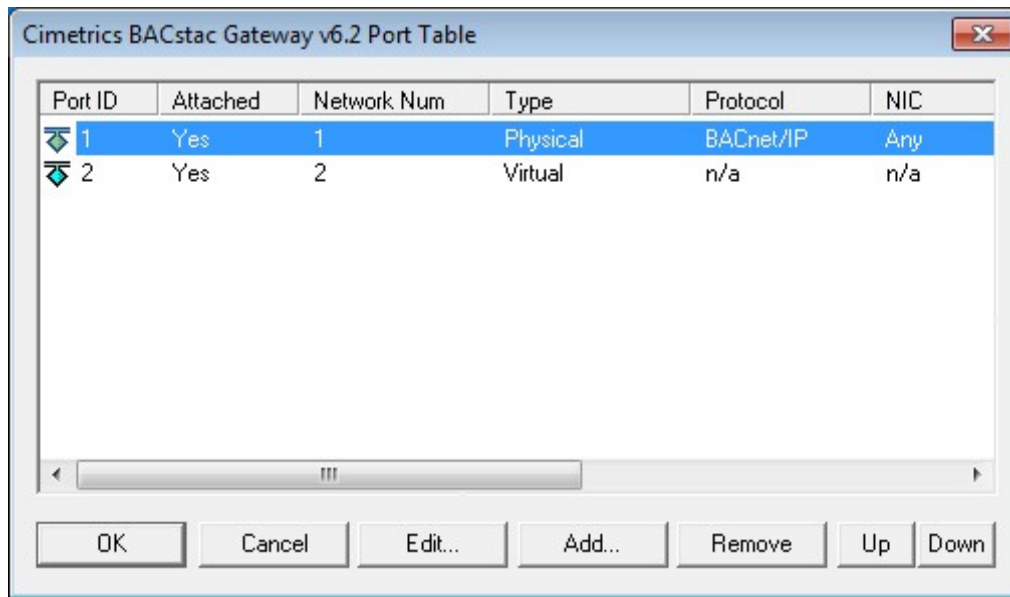 Cimetrics BACstac Gateway v6.2 Port Table
Port ID Attached Network Num Type Protocol NIC
1 Yes 1 Physical BACnet/IP Any
2 Yes 2 Virtual n/a n/a
OK Cancel Edit... Add... Remove Up Down